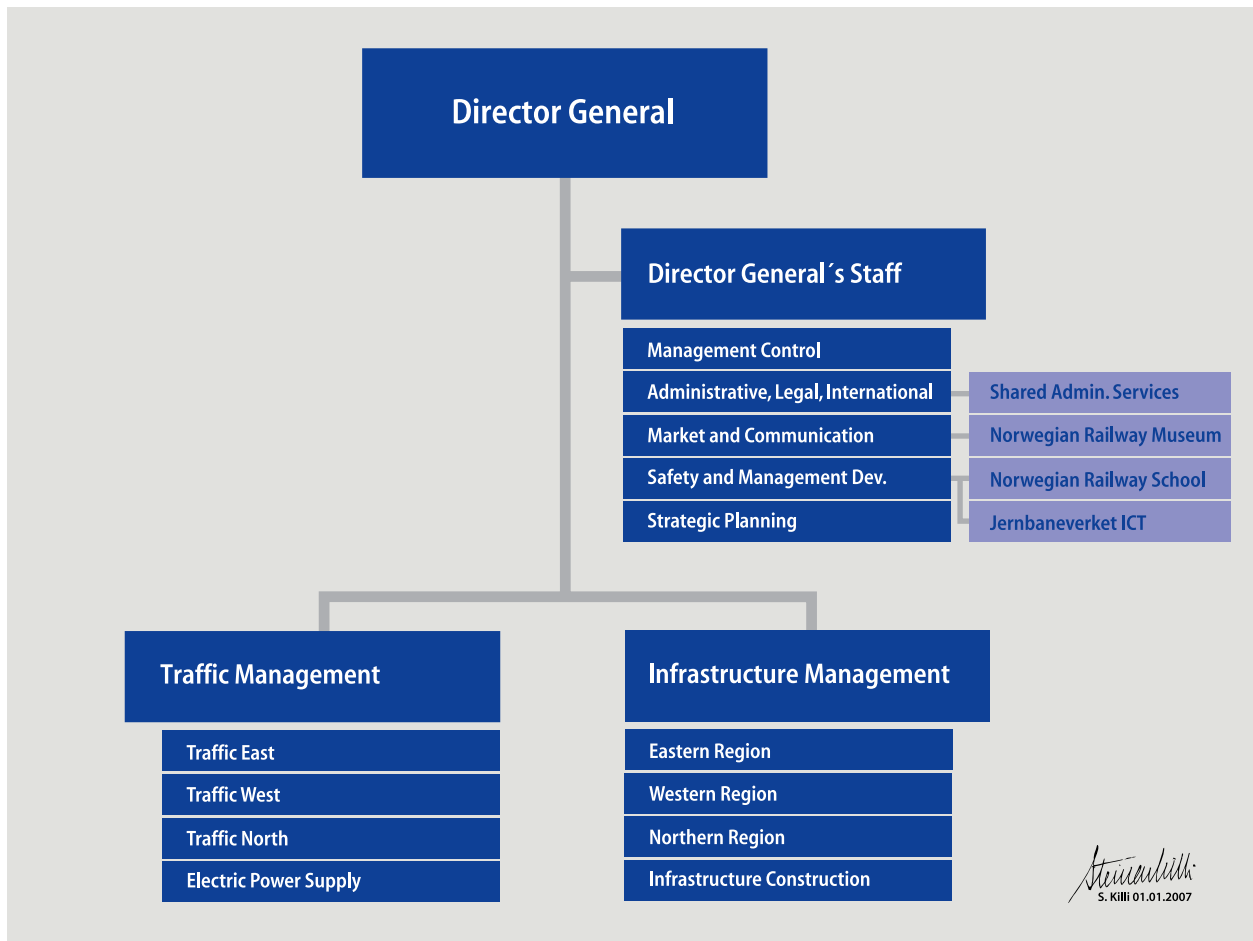 Director General
Director General´s Staff
Management Control
Administrative, Legal, International
Shared Admin. Services
Market and Communication
Norwegian Railway Museum
Safety and Management Dev.
Norwegian Railway School
Strategic Planning
Jernbaneverket ICT
Traffic Management
Traffic East
Traffic West
Traffic North
Electric Power Supply
Infrastructure Management
Eastern Region
Western Region
Northern Region
Infrastructure Construction
S. Killi 01.01.2007